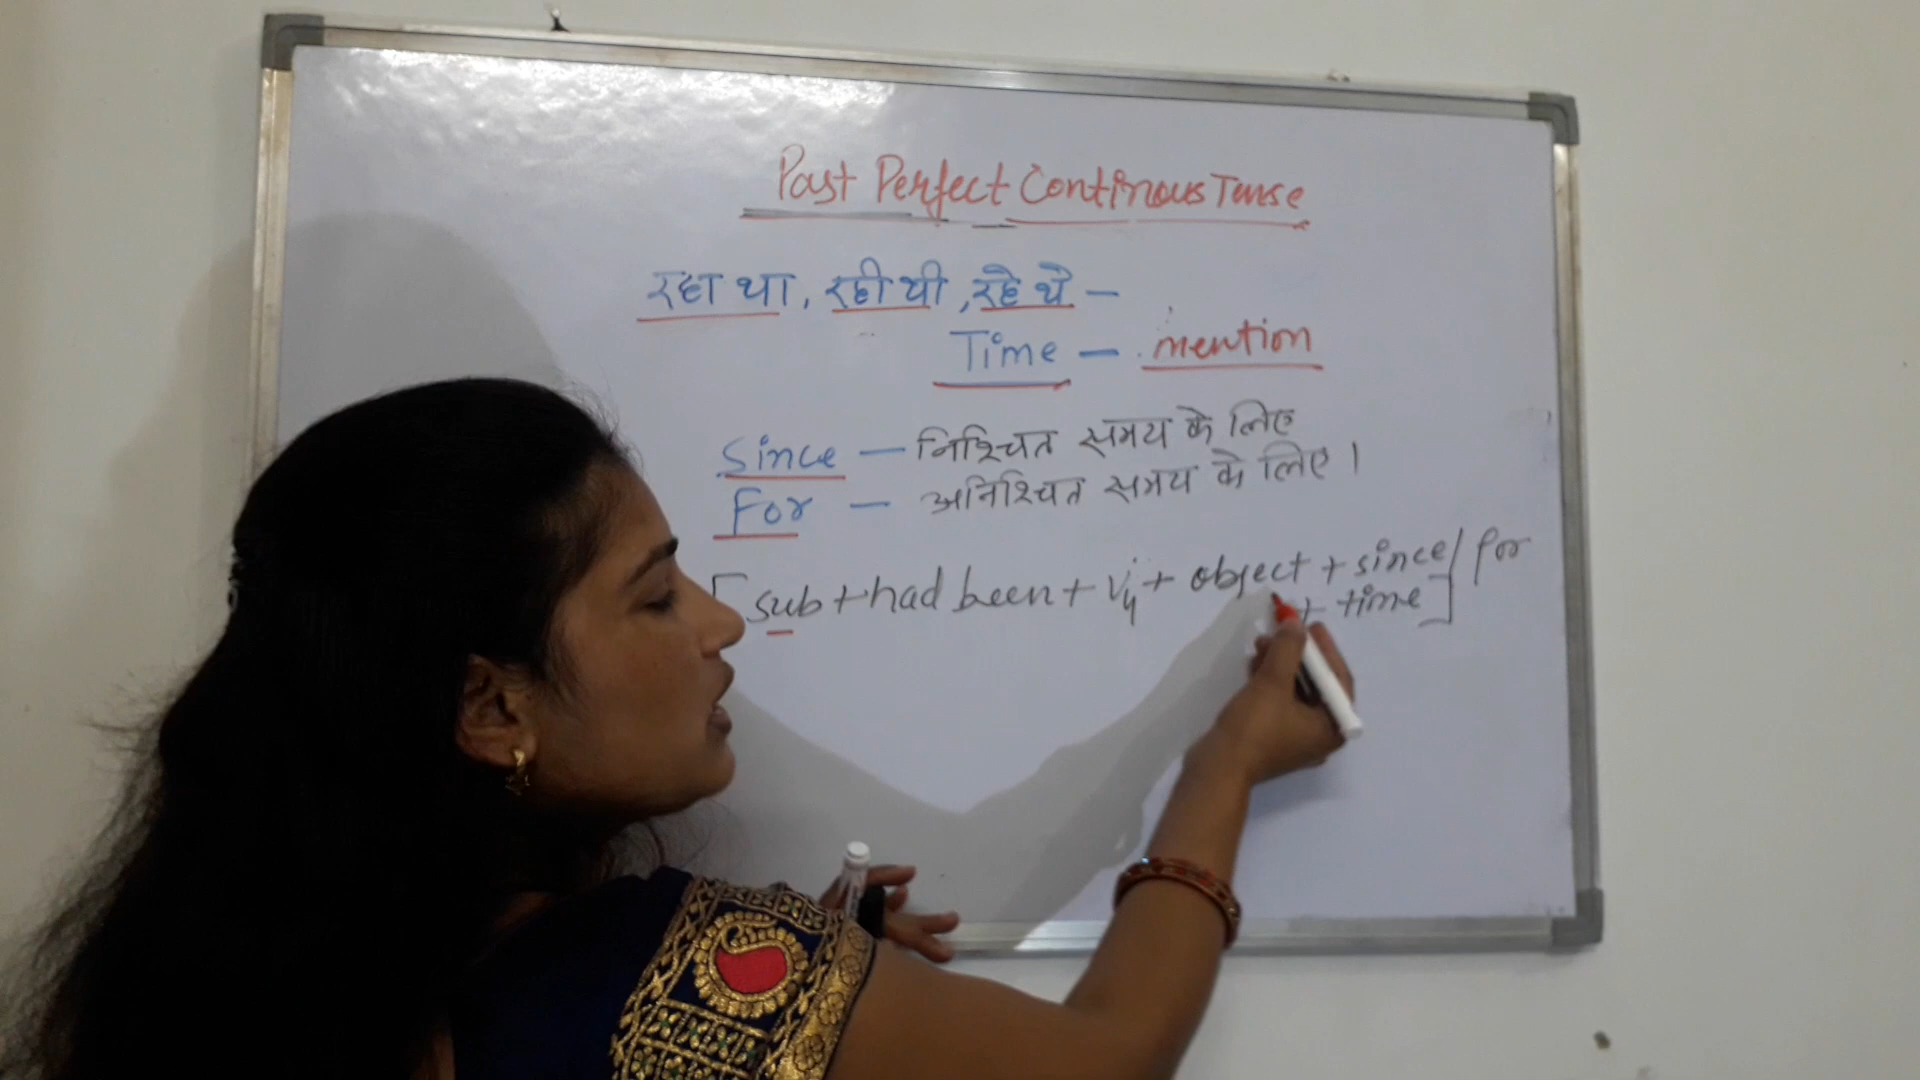 Past Perfect Continous Tense
रहा था, रही थी, रहे थे –
Time – mention
Since – निश्चित समय के लिए
For – अनिश्चित समय के लिए ।
[sub + had been + V4 + object + since / for
+ time]